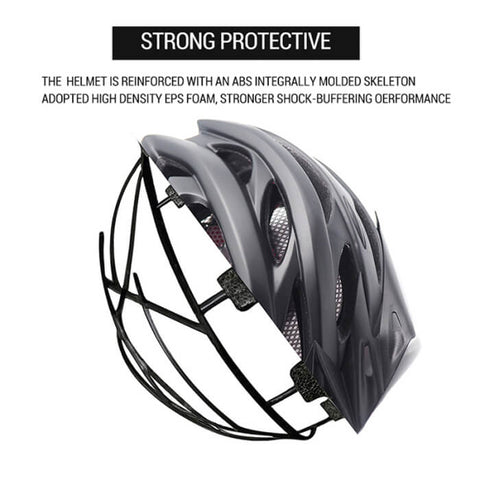 STRONG PROTECTIVE
THE HELMET IS REINFORCED WITH AN ABS INTEGRALLY MOLDED SKELETON
ADOPTED HIGH DENSITY EPS FOAM, STRONGER SHOCK-BUFFERING OERFORMANCE